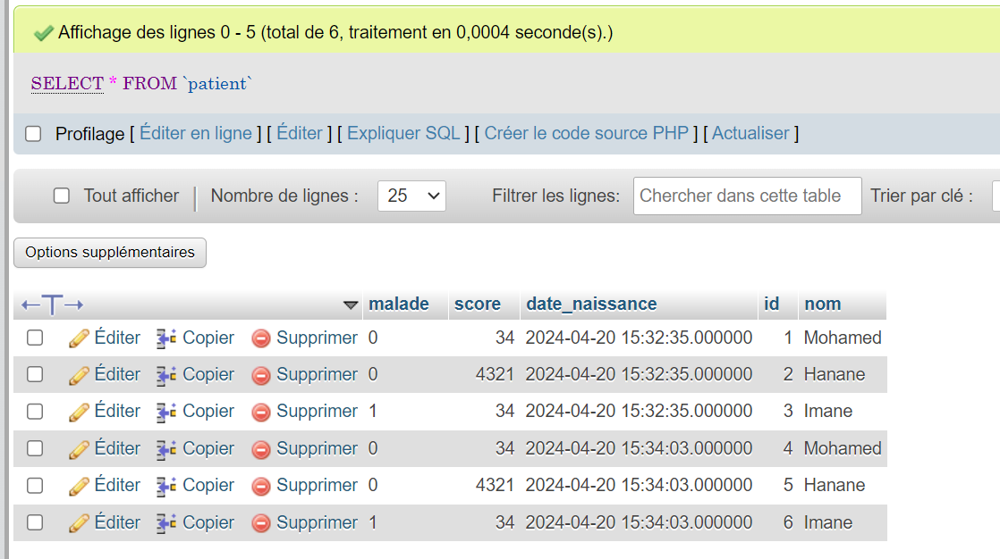 Affichage des lignes 0 - 5 (total de 6, traitement en 0,0004 seconde(s).)
SELECT * FROM `patient`
Profilage [ Éditer en ligne ] [ Éditer ] [ Expliquer SQL ] [ Créer le code source PHP ] [ Actualiser ]
Tout afficher Nombre de lignes : 25 Filtrer les lignes: Chercher dans cette table Trier par clé :
Options supplémentaires
malade score date_naissance id nom
Éditer Copier Supprimer 0 34 2024-04-20 15:32:35.000000 1 Mohamed
Éditer Copier Supprimer 0 4321 2024-04-20 15:32:35.000000 2 Hanane
Éditer Copier Supprimer 1 34 2024-04-20 15:32:35.000000 3 Imane
Éditer Copier Supprimer 0 34 2024-04-20 15:34:03.000000 4 Mohamed
Éditer Copier Supprimer 0 4321 2024-04-20 15:34:03.000000 5 Hanane
Éditer Copier Supprimer 1 34 2024-04-20 15:34:03.000000 6 Imane